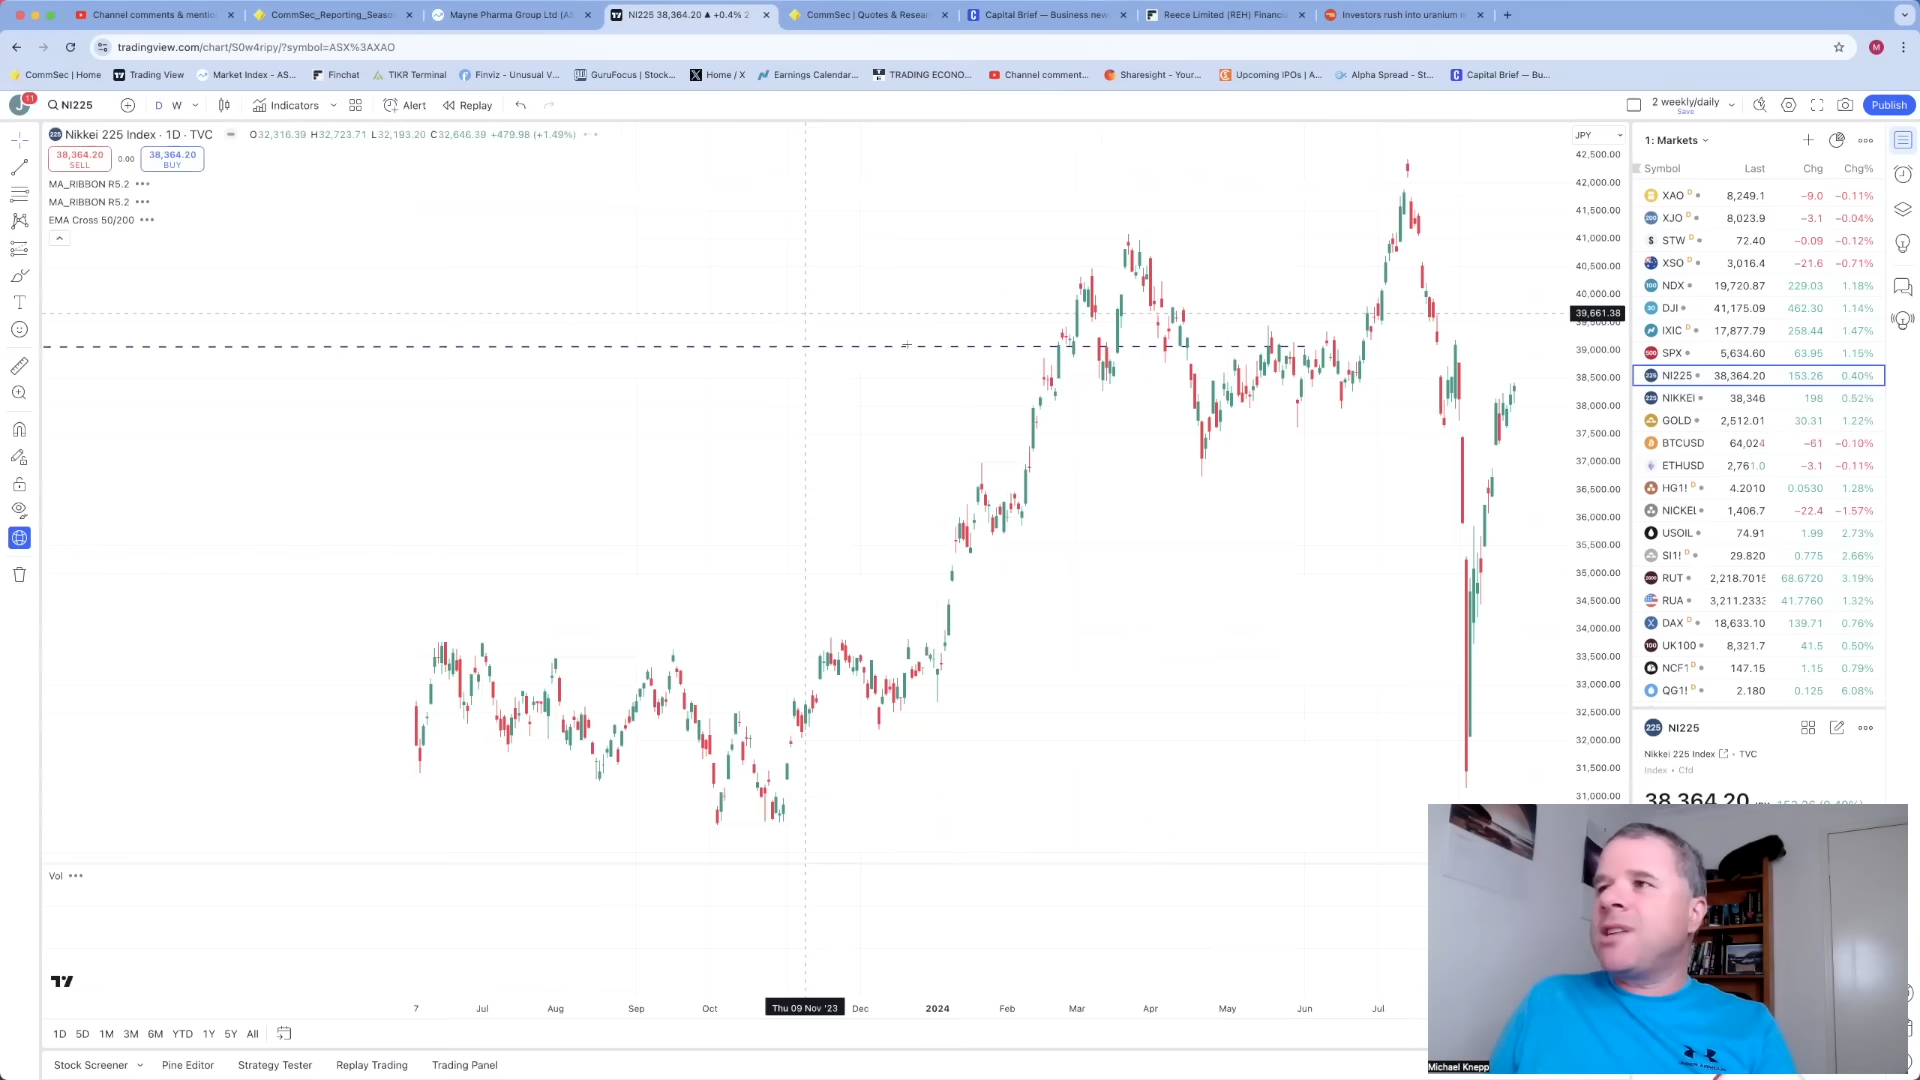 Channel comments & mentio
CommSec_Reporting_Seaso
Mayne Pharma Group Ltd (AS
NI225 38,364.20 ▲ +0.4% 2
CommSec | Quotes & Resear
Capital Brief — Business new
Reece Limited (REH) Financi
Investors rush into uranium m
tradingview.com/chart/S0w4ripy/?symbol=ASX%3AXAO
M
CommSec | Home
Trading View
Market Index - AS...
Finchat
TIKR Terminal
Finviz - Unusual V...
GuruFocus | Stock...
Home / X
Earnings Calendar...
TRADING ECONO...
Channel comment...
Sharesight - Your...
Upcoming IPOs | A...
Alpha Spread - St...
Capital Brief — Bu...
J 11
NI225
D W
Indicators
Alert
Replay
2 weekly/daily
Save
Publish
Nikkei 225 Index · 1D · TVC
O32,316.39 H32,723.71 L32,193.20 C32,646.39 +479.98 (+1.49%)
38,364.20 SELL
0.00
38,364.20 BUY
MA_RIBBON R5.2
MA_RIBBON R5.2
EMA Cross 50/200
JPY
42,500.00
42,000.00
41,500.00
41,000.00
40,500.00
40,000.00
39,661.38
39,500.00
39,000.00
38,500.00
38,000.00
37,500.00
37,000.00
36,500.00
36,000.00
35,500.00
35,000.00
34,500.00
34,000.00
33,500.00
33,000.00
32,500.00
32,000.00
31,500.00
31,000.00
1: Markets
Symbol Last Chg Chg%
XAO D 8,249.1 −9.0 −0.11%
XJO D 8,023.9 −3.1 −0.04%
STW D 72.40 −0.09 −0.12%
XSO D 3,016.4 −21.6 −0.71%
NDX 19,720.87 229.03 1.18%
DJI 41,175.09 462.30 1.14%
IXIC D 17,877.79 258.44 1.47%
SPX 5,634.60 63.95 1.15%
NI225 38,364.20 153.26 0.40%
NIKKEI 38,346 198 0.52%
GOLD 2,512.01 30.31 1.22%
BTCUSD 64,024 −61 −0.10%
ETHUSD 2,761.0 −3.1 −0.11%
HG1! D 4.2010 0.0530 1.28%
NICKEL 1,406.7 −22.4 −1.57%
USOIL 74.91 1.99 2.73%
SI1! D 29.820 0.775 2.66%
RUT 2,218.7015 68.6720 3.19%
RUA 3,211.2333 41.7760 1.32%
DAX D 18,633.10 139.71 0.76%
UK100 8,321.7 41.5 0.50%
NCF1 D 147.15 1.15 0.79%
QG1! D 2.180 0.125 6.08%
225 NI225
Nikkei 225 Index · TVC
Index · Cfd
38,364.20
Vol
7 Jul Aug Sep Oct Thu 09 Nov '23 Dec 2024 Feb Mar Apr May Jun Jul
1D 5D 1M 3M 6M YTD 1Y 5Y All
Stock Screener
Pine Editor
Strategy Tester
Replay Trading
Trading Panel
Michael Knepp